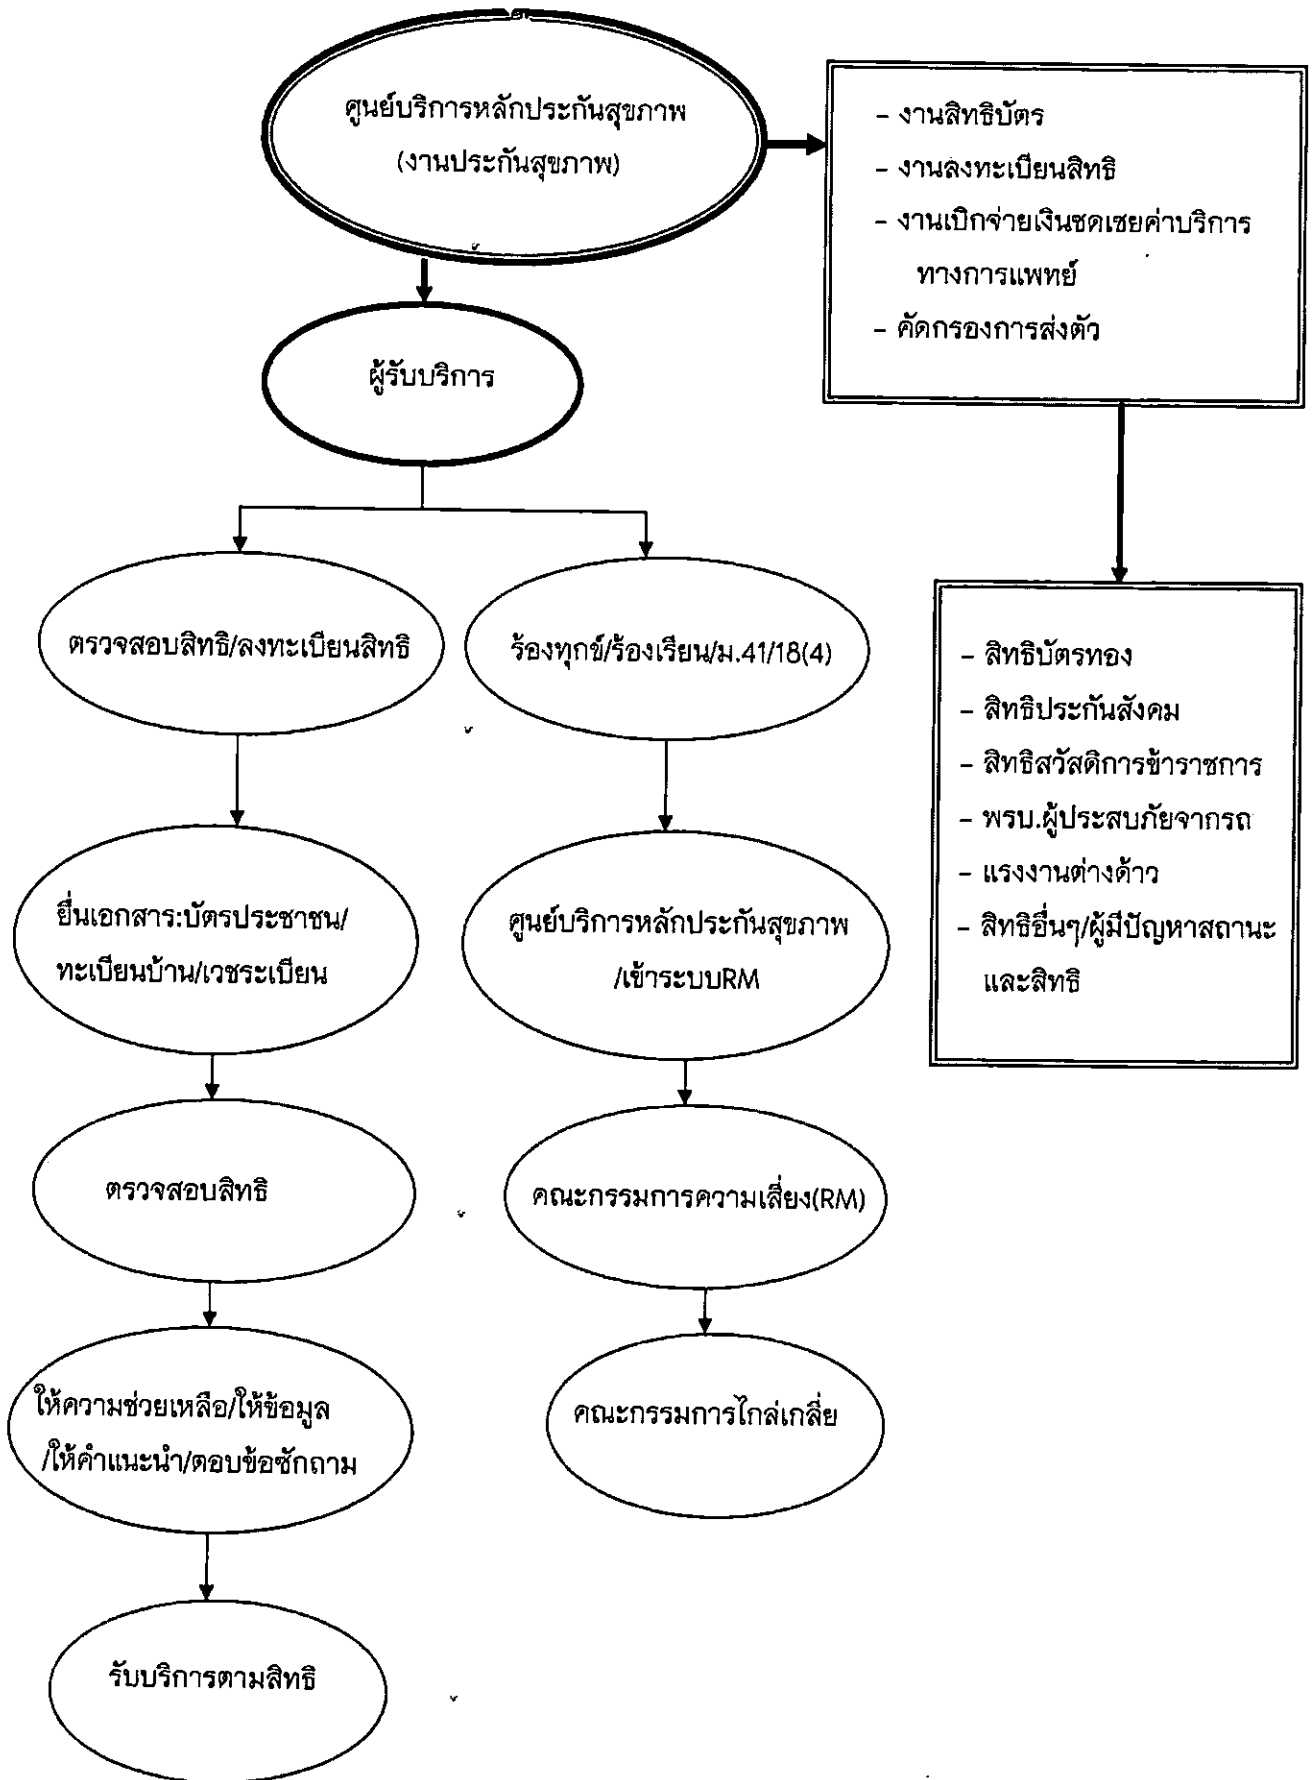 ศูนย์บริการหลักประกันสุขภาพ
(งานประกันสุขภาพ)
- งานสิทธิบัตร
- งานลงทะเบียนสิทธิ
- งานเบิกจ่ายเงินชดเชยค่าบริการ
ทางการแพทย์
- คัดกรองการส่งตัว
ผู้รับบริการ
ตรวจสอบสิทธิ/ลงทะเบียนสิทธิ
ร้องทุกข์/ร้องเรียน/ม.41/18(4)
- สิทธิบัตรทอง
- สิทธิประกันสังคม
- สิทธิสวัสดิการข้าราชการ
- พรบ.ผู้ประสบภัยจากรถ
- แรงงานต่างด้าว
- สิทธิอื่นๆ/ผู้มีปัญหาสถานะ
และสิทธิ
ยื่นเอกสาร:บัตรประชาชน/
ทะเบียนบ้าน/เวชระเบียน
ศูนย์บริการหลักประกันสุขภาพ
/เข้าระบบRM
ตรวจสอบสิทธิ
คณะกรรมการความเสี่ยง(RM)
ให้ความช่วยเหลือ/ให้ข้อมูล
/ให้คำแนะนำ/ตอบข้อซักถาม
คณะกรรมการไกล่เกลี่ย
รับบริการตามสิทธิ